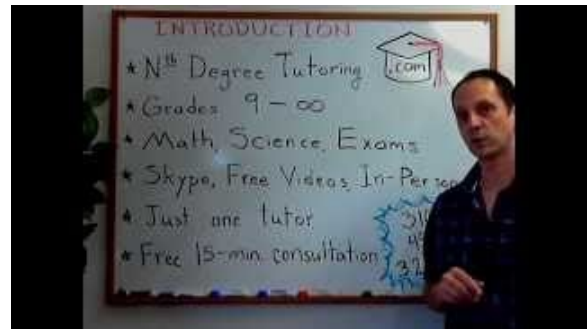 INTRODUCTION
* Nth Degree Tutoring
.com
* Grades 9 – ∞
* Math, Science, Exams
* Skype, Free Videos, In-Person
* Just one tutor
* Free 15-min consultation